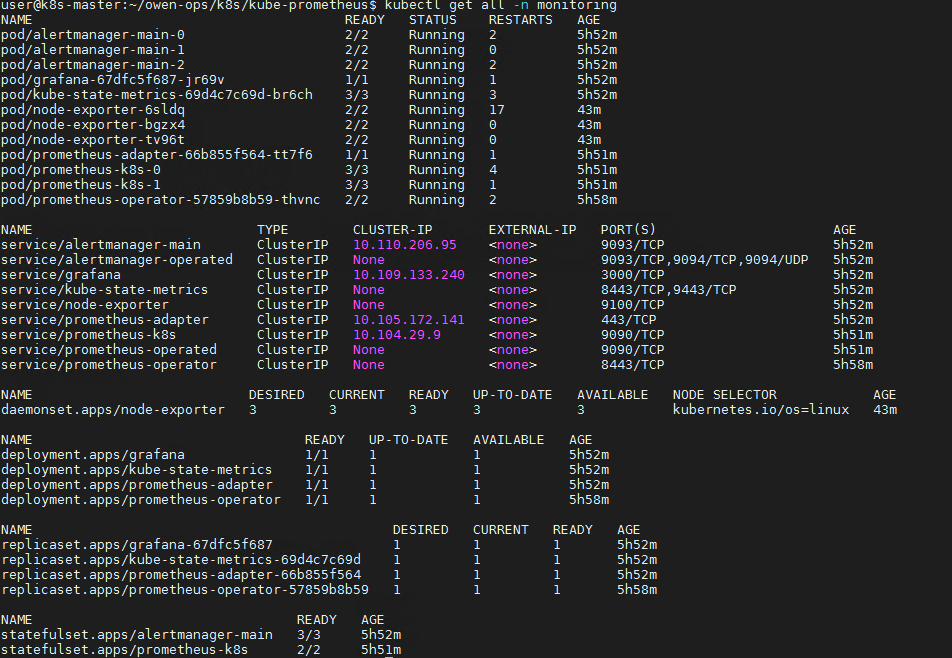 user@k8s-master:~/owen-ops/k8s/kube-prometheus$ kubectl get all -n monitoring
NAME                                       READY   STATUS    RESTARTS   AGE
pod/alertmanager-main-0                    2/2     Running   2          5h52m
pod/alertmanager-main-1                    2/2     Running   0          5h52m
pod/alertmanager-main-2                    2/2     Running   2          5h52m
pod/grafana-67dfc5f687-jr69v               1/1     Running   1          5h52m
pod/kube-state-metrics-69d4c7c69d-br6ch    3/3     Running   3          5h52m
pod/node-exporter-6sldq                    2/2     Running   17         43m
pod/node-exporter-bgzx4                    2/2     Running   0          43m
pod/node-exporter-tv96t                    2/2     Running   0          43m
pod/prometheus-adapter-66b855f564-tt7f6    1/1     Running   1          5h51m
pod/prometheus-k8s-0                       3/3     Running   4          5h51m
pod/prometheus-k8s-1                       3/3     Running   1          5h51m
pod/prometheus-operator-57859b8b59-thvnc   2/2     Running   2          5h58m
NAME                            TYPE        CLUSTER-IP       EXTERNAL-IP   PORT(S)                      AGE
service/alertmanager-main       ClusterIP   10.110.206.95    <none>        9093/TCP                     5h52m
service/alertmanager-operated   ClusterIP   None             <none>        9093/TCP,9094/TCP,9094/UDP   5h52m
service/grafana                 ClusterIP   10.109.133.240   <none>        3000/TCP                     5h52m
service/kube-state-metrics      ClusterIP   None             <none>        8443/TCP,9443/TCP            5h52m
service/node-exporter           ClusterIP   None             <none>        9100/TCP                     5h52m
service/prometheus-adapter      ClusterIP   10.105.172.141   <none>        443/TCP                      5h52m
service/prometheus-k8s          ClusterIP   10.104.29.9      <none>        9090/TCP                     5h51m
service/prometheus-operated     ClusterIP   None             <none>        9090/TCP                     5h51m
service/prometheus-operator     ClusterIP   None             <none>        8443/TCP                     5h58m
NAME                           DESIRED   CURRENT   READY   UP-TO-DATE   AVAILABLE   NODE SELECTOR            AGE
daemonset.apps/node-exporter   3         3         3       3            3           kubernetes.io/os=linux   43m
NAME                                  READY   UP-TO-DATE   AVAILABLE   AGE
deployment.apps/grafana               1/1     1            1           5h52m
deployment.apps/kube-state-metrics    1/1     1            1           5h52m
deployment.apps/prometheus-adapter    1/1     1            1           5h52m
deployment.apps/prometheus-operator   1/1     1            1           5h58m
NAME                                             DESIRED   CURRENT   READY   AGE
replicaset.apps/grafana-67dfc5f687               1         1         1       5h52m
replicaset.apps/kube-state-metrics-69d4c7c69d    1         1         1       5h52m
replicaset.apps/prometheus-adapter-66b855f564    1         1         1       5h52m
replicaset.apps/prometheus-operator-57859b8b59   1         1         1       5h58m
NAME                                 READY   AGE
statefulset.apps/alertmanager-main   3/3     5h52m
statefulset.apps/prometheus-k8s      2/2     5h51m